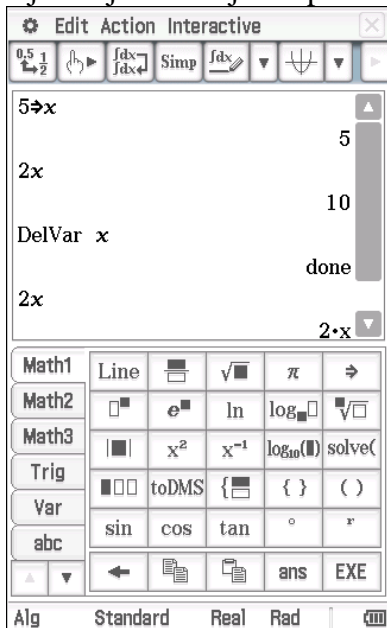 Edit Action Interactive
0.5 1 2 ∫dx ∫dx Simp ∫dx
5⇒x
5
2x
10
DelVar x
done
2x
2·x
Math1 Line √■ π ⇒
Math2 e■ ln log■□ √□
Math3 |■| x² x⁻¹ log₁₀(■) solve(
Trig toDMS { } ( )
Var sin cos tan ° r
abc
ans EXE
Alg Standard Real Rad